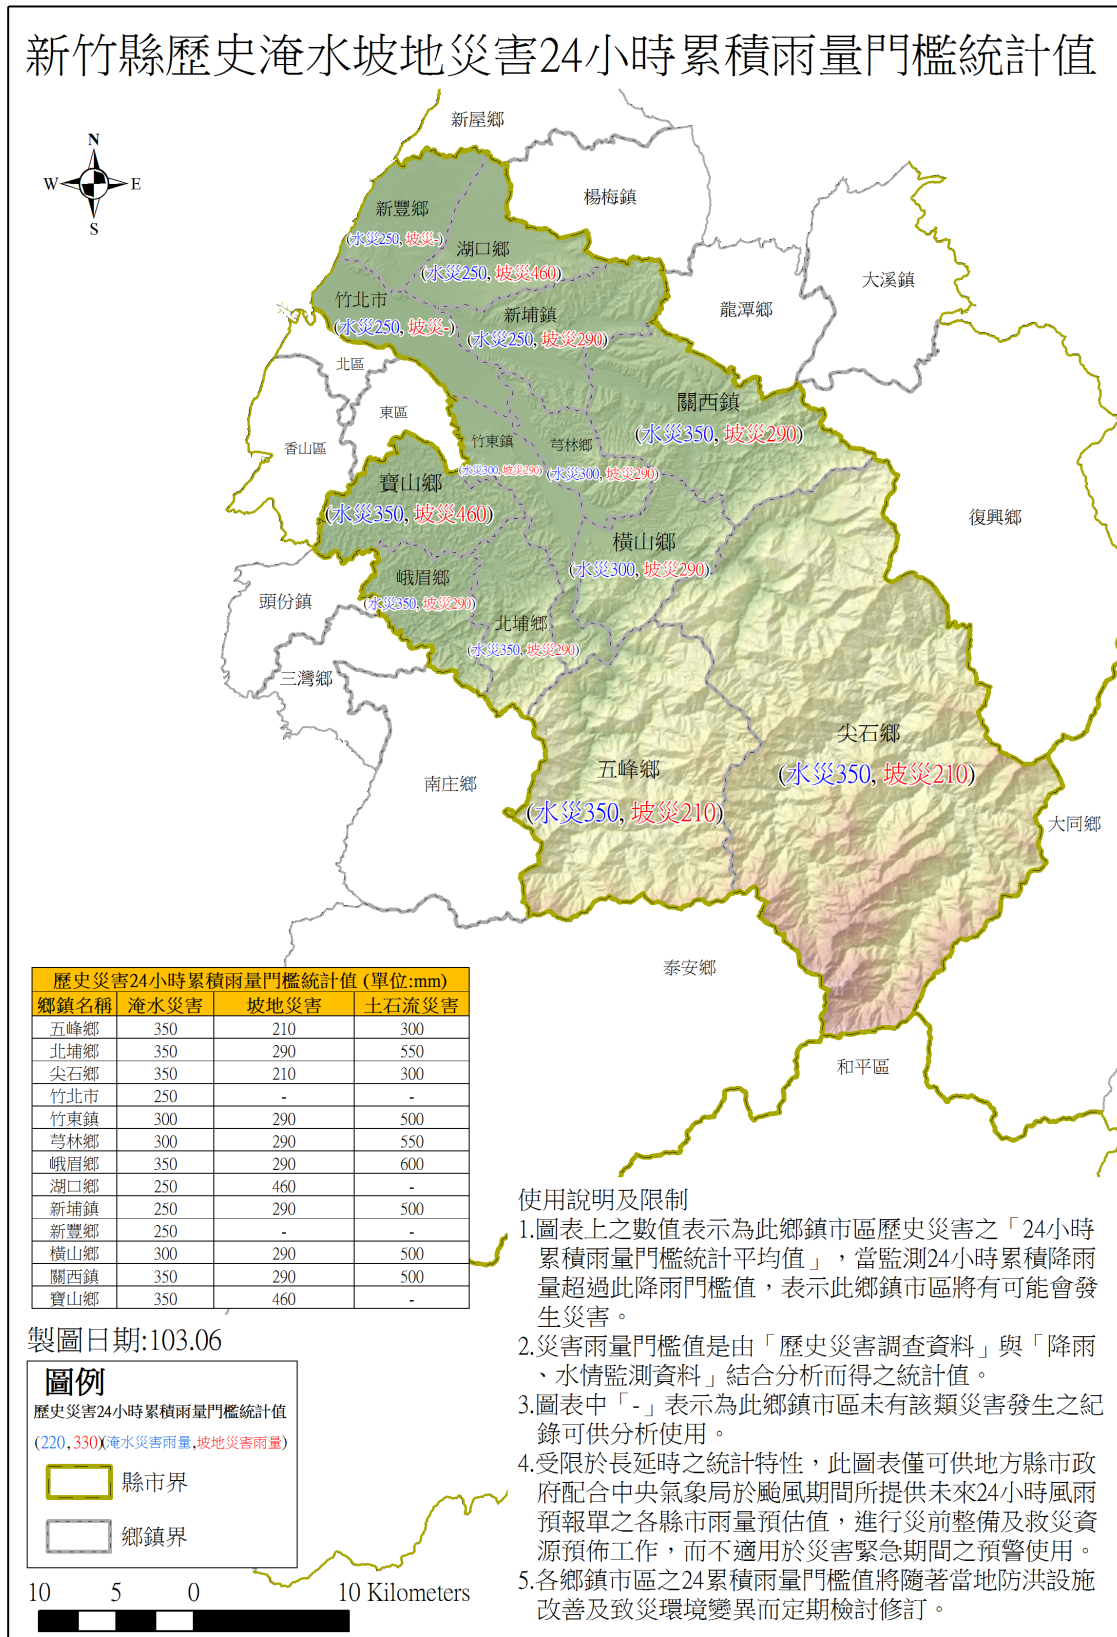 新竹縣歷史淹水坡地災害24小時累積雨量門檻統計值
N
W E
S
新屋鄉
楊梅鎮
新豐鄉
(水災250, 坡災-)
湖口鄉
(水災250, 坡災460)
大溪鎮
龍潭鄉
竹北市
(水災250, 坡災-)
新埔鎮
(水災250, 坡災290)
北區
東區
香山區
關西鎮
(水災350, 坡災290)
竹東鎮
(水災300, 坡災290)
芎林鄉
(水災300, 坡災290)
寶山鄉
(水災350, 坡災460)
復興鄉
橫山鄉
(水災300, 坡災290)
峨眉鄉
(水災350, 坡災290)
頭份鎮
北埔鄉
(水災350, 坡災290)
三灣鄉
尖石鄉
(水災350, 坡災210)
五峰鄉
(水災350, 坡災210)
南庄鄉
大同鄉
泰安鄉
和平區
歷史災害24小時累積雨量門檻統計值 (單位:mm)
鄉鎮名稱 淹水災害 坡地災害 土石流災害
五峰鄉 350 210 300
北埔鄉 350 290 550
尖石鄉 350 210 300
竹北市 250 - -
竹東鎮 300 290 500
芎林鄉 300 290 550
峨眉鄉 350 290 600
湖口鄉 250 460 -
新埔鎮 250 290 500
新豐鄉 250 - -
橫山鄉 300 290 500
關西鎮 350 290 500
寶山鄉 350 460 -
製圖日期:103.06
圖例
歷史災害24小時累積雨量門檻統計值
(220, 330)(淹水災害雨量,坡地災害雨量)
縣市界
鄉鎮界
10 5 0 10 Kilometers
使用說明及限制
1.圖表上之數值表示為此鄉鎮市區歷史災害之「24小時
累積雨量門檻統計平均值」，當監測24小時累積降雨
量超過此降雨門檻值，表示此鄉鎮市區將有可能會發
生災害。
2.災害雨量門檻值是由「歷史災害調查資料」與「降雨
、水情監測資料」結合分析而得之統計值。
3.圖表中「-」表示為此鄉鎮市區未有該類災害發生之紀
錄可供分析使用。
4.受限於長延時之統計特性，此圖表僅可供地方縣市政
府配合中央氣象局於颱風期間所提供未來24小時風雨
預報單之各縣市雨量預估值，進行災前整備及救災資
源預佈工作，而不適用於災害緊急期間之預警使用。
5.各鄉鎮市區之24累積雨量門檻值將隨著當地防洪設施
改善及致災環境變異而定期檢討修訂。